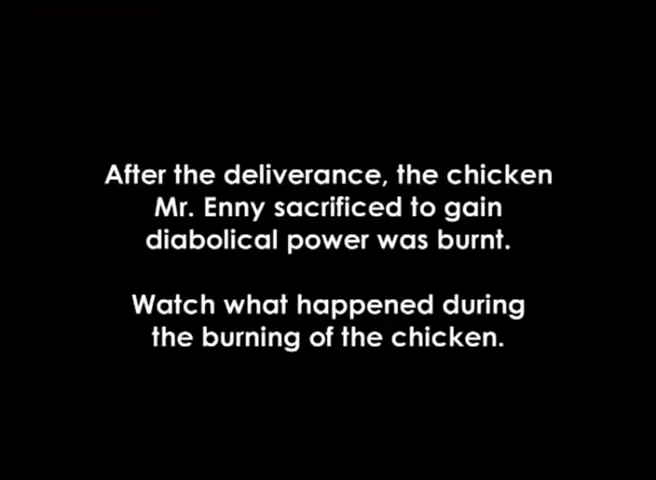 After the deliverance, the chicken
Mr. Enny sacrificed to gain
diabolical power was burnt.
Watch what happened during
the burning of the chicken.